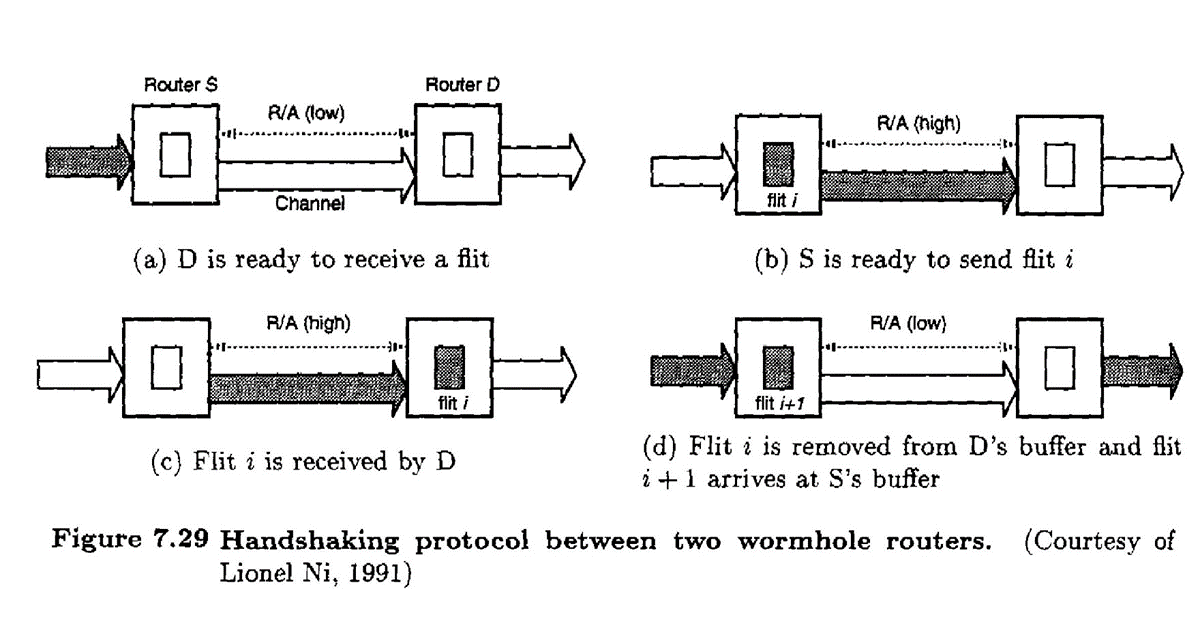 Router S
Router D
R/A (low)
Channel
(a) D is ready to receive a flit
R/A (high)
flit i
(b) S is ready to send flit i
R/A (high)
flit i
(c) Flit i is received by D
R/A (low)
flit i+1
(d) Flit i is removed from D's buffer and flit
i + 1 arrives at S's buffer
Figure 7.29 Handshaking protocol between two wormhole routers. (Courtesy of
Lionel Ni, 1991)